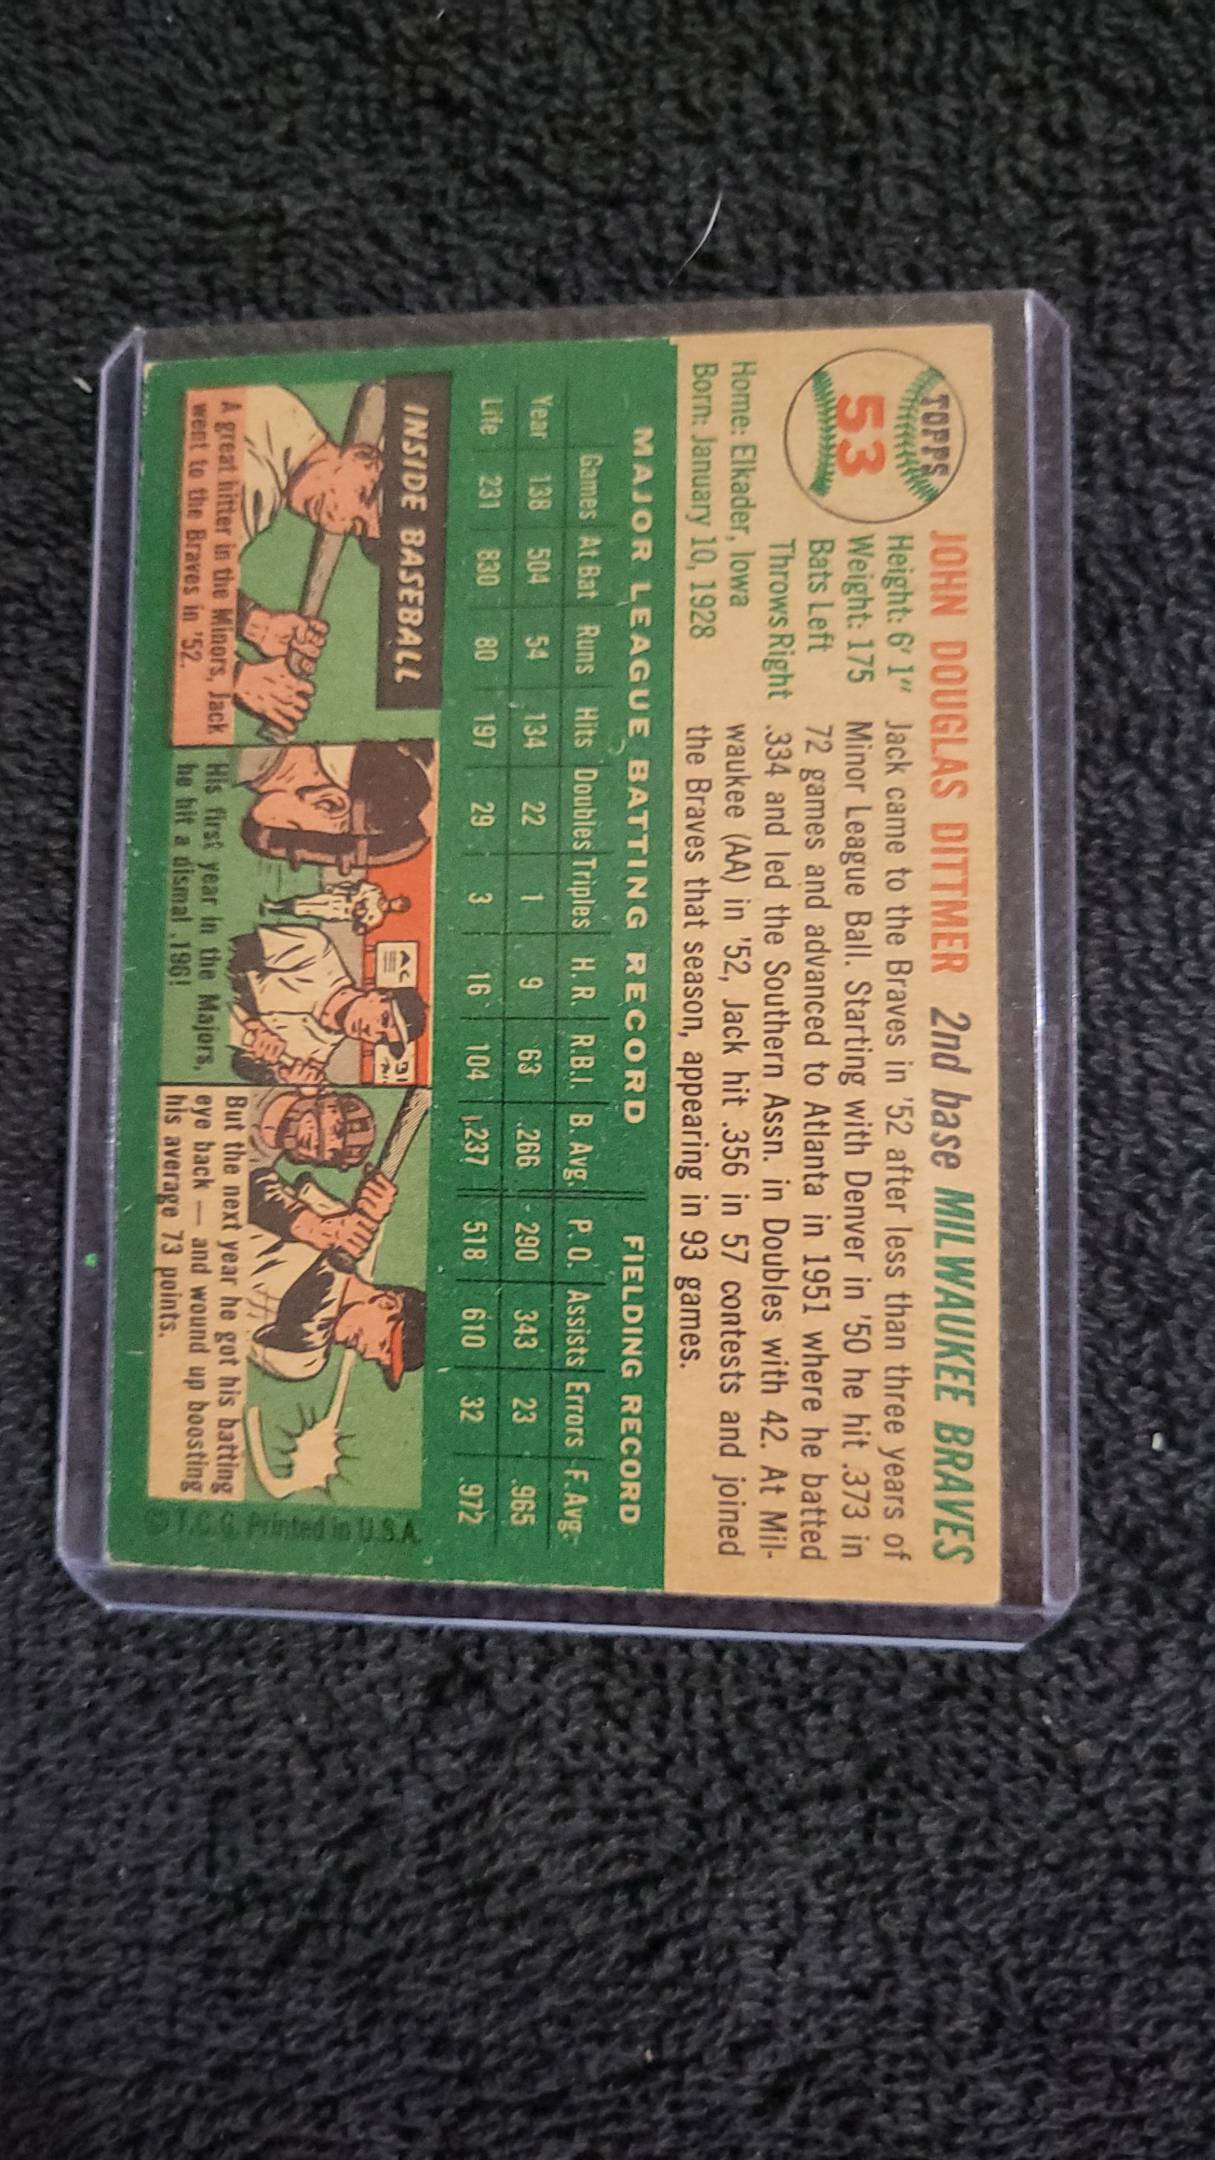 TOPPS
53
JOHN DOUGLAS DITTMER 2nd base MILWAUKEE BRAVES
Height: 6' 1"
Weight: 175
Bats Left
Throws Right
Home: Elkader, Iowa
Born: January 10, 1928
Jack came to the Braves in '52 after less than three years of
Minor League Ball. Starting with Denver in '50 he hit .373 in
72 games and advanced to Atlanta in 1951 where he batted
.334 and led the Southern Assn. in Doubles with 42. At Mil-
waukee (AA) in '52, Jack hit .356 in 57 contests and joined
the Braves that season, appearing in 93 games.
MAJOR LEAGUE BATTING RECORD FIELDING RECORD
Games At Bat Runs Hits Doubles Triples H. R. R.B.I. B. Avg. P. O. Assists Errors F. Avg.
Year 138 504 54 134 22 1 9 63 .266 290 343 23 .965
Life 231 830 80 197 29 3 16 104 .237 518 610 32 .972
INSIDE BASEBALL
A great hitter in the Minors, Jack
went to the Braves in '52.
AC
31
His first year in the Majors,
he hit a dismal .196!
But the next year he got his batting
eye back — and wound up boosting
his average 73 points.
© T.C.G. Printed in U.S.A.